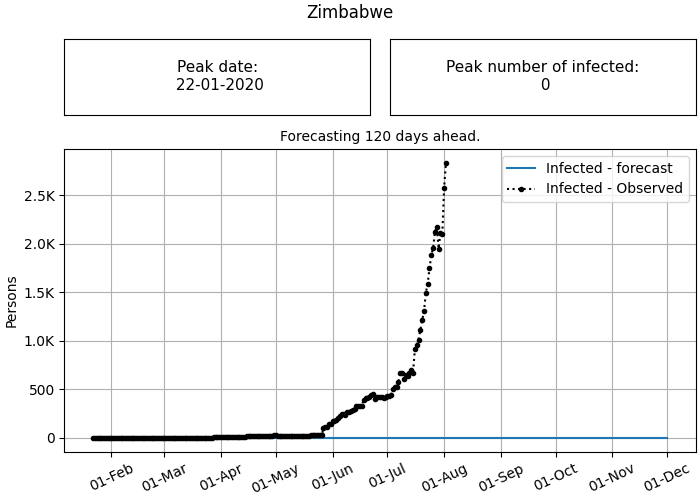 Zimbabwe
Peak date:
22-01-2020
Peak number of infected:
0
Forecasting 120 days ahead.
Infected - forecast
Infected - Observed
Persons
2.5K
2.0K
1.5K
1.0K
500
0
01-Feb
01-Mar
01-Apr
01-May
01-Jun
01-Jul
01-Aug
01-Sep
01-Oct
01-Nov
01-Dec